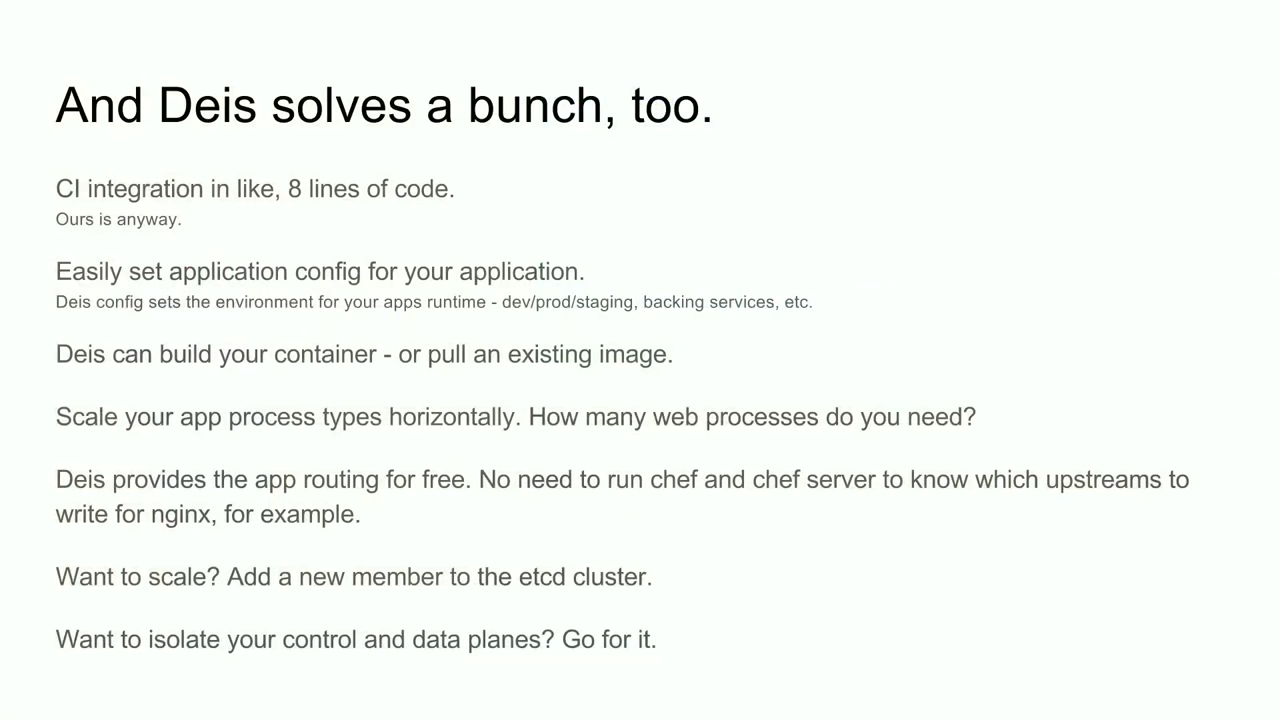 And Deis solves a bunch, too.
CI integration in like, 8 lines of code.
Ours is anyway.
Easily set application config for your application.
Deis config sets the environment for your apps runtime - dev/prod/staging, backing services, etc.
Deis can build your container - or pull an existing image.
Scale your app process types horizontally. How many web processes do you need?
Deis provides the app routing for free. No need to run chef and chef server to know which upstreams to
write for nginx, for example.
Want to scale? Add a new member to the etcd cluster.
Want to isolate your control and data planes? Go for it.